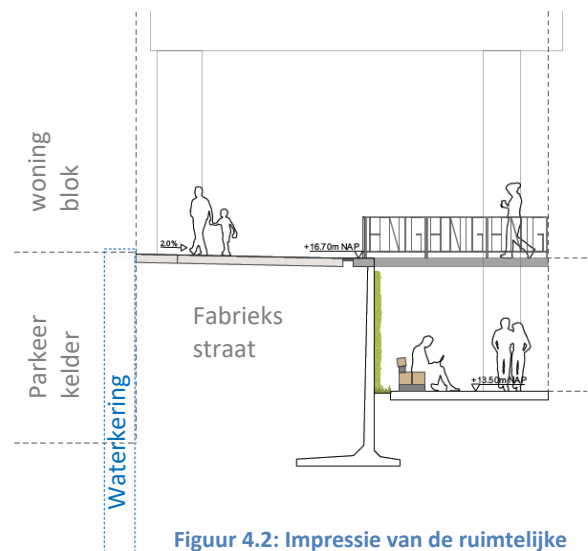 woning
blok
2.0%
+16.70m NAP
Fabrieks
straat
Parkeer
kelder
+13.50m NAP
Waterkering
Figuur 4.2: Impressie van de ruimtelijke